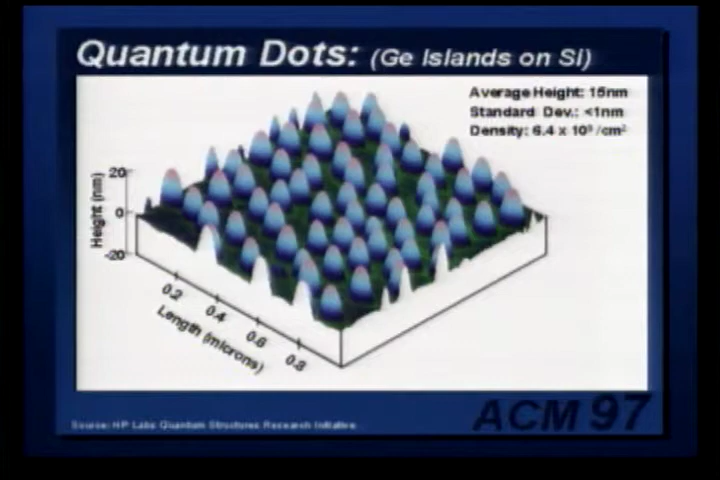 Quantum Dots: (Ge Islands on Si)
Average Height: 15nm
Standard Dev.: <1nm
Density: 6.4 x 10⁹ /cm²
Height (nm)
20
0
-20
0.2
0.4
0.6
0.8
Length (microns)
ACM 97
Source: HP Labs Quantum Structures Research Initiative